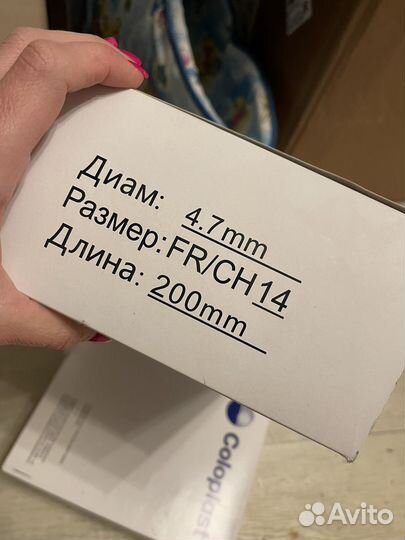 Диам: 4.7mm
Размер: FR/CH 14
Длина: 200mm
Coloplast
Avito